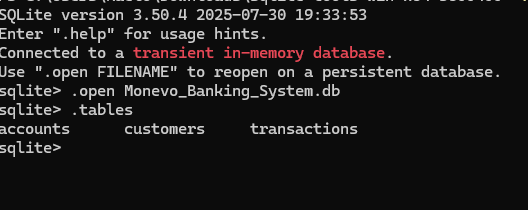 SQLite version 3.50.4 2025-07-30 19:33:53
Enter ".help" for usage hints.
Connected to a transient in-memory database.
Use ".open FILENAME" to reopen on a persistent database.
sqlite> .open Monevo_Banking_System.db
sqlite> .tables
accounts      customers     transactions
sqlite>